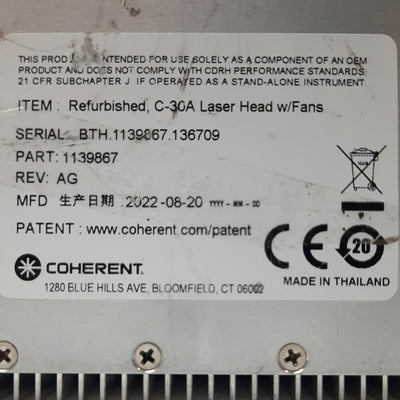 THIS PRODUCT INTENDED FOR USE SOLELY AS A COMPONENT OF AN OEM
PRODUCT AND DOES NOT COMPLY WITH CDRH PERFORMANCE STANDARDS,
21 CFR SUBCHAPTER J IF OPERATED AS A STAND-ALONE INSTRUMENT.
ITEM : Refurbished, C-30A Laser Head w/Fans
SERIAL: BTH.1139867.136709
PART: 1139867
REV: AG
MFD 生产日期 :2022-08-20 YYYY - MM - DD
PATENT : www.coherent.com/patent
CE 20
COHERENT.
MADE IN THAILAND
1280 BLUE HILLS AVE, BLOOMFIELD, CT 06002